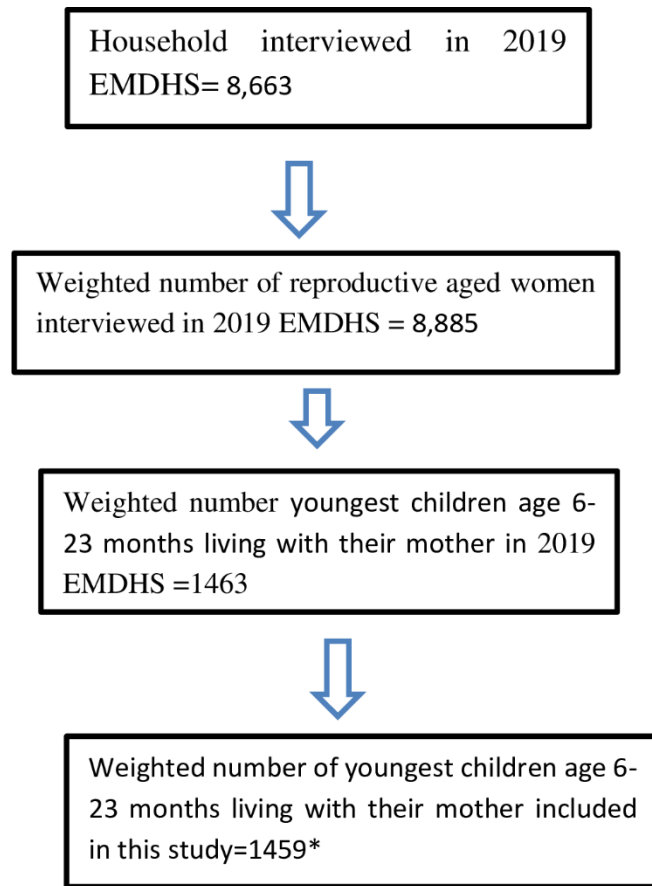 Household interviewed in 2019
EMDHS= 8,663
Weighted number of reproductive aged women
interviewed in 2019 EMDHS = 8,885
Weighted number youngest children age 6-
23 months living with their mother in 2019
EMDHS =1463
Weighted number of youngest children age 6-
23 months living with their mother included
in this study=1459*